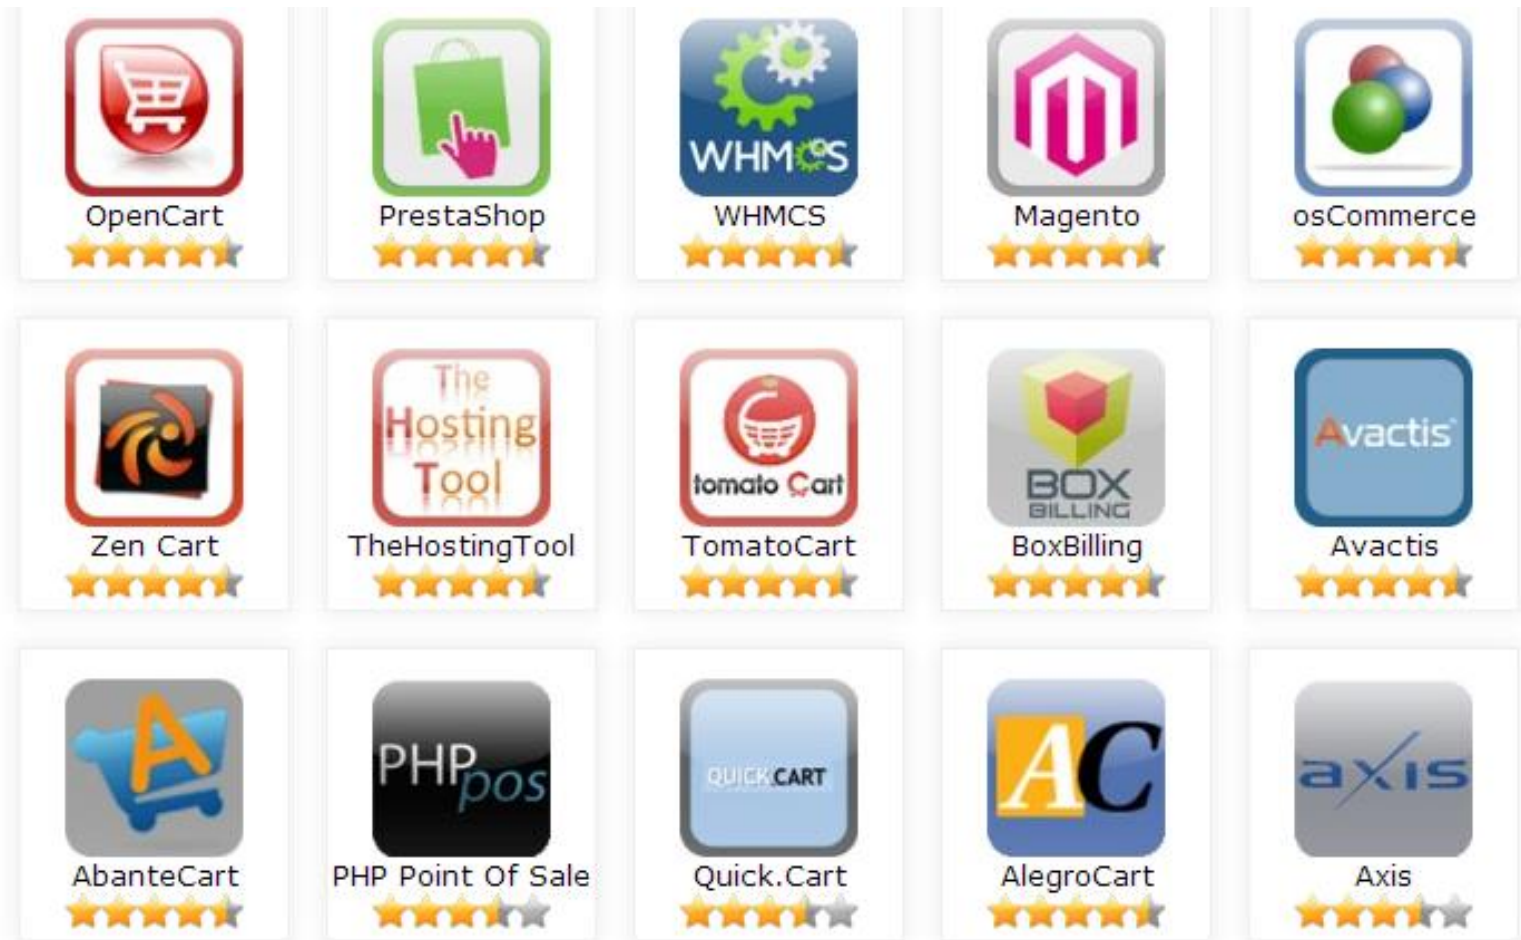 WHMCS
OpenCart
PrestaShop
WHMCS
Magento
osCommerce
The
Hosting
Tool
tomato Cart
BOX
BILLING
Avactis
Zen Cart
TheHostingTool
TomatoCart
BoxBilling
Avactis
A
PHP
pos
QUICK.CART
AC
axis
AbanteCart
PHP Point Of Sale
Quick.Cart
AlegroCart
Axis